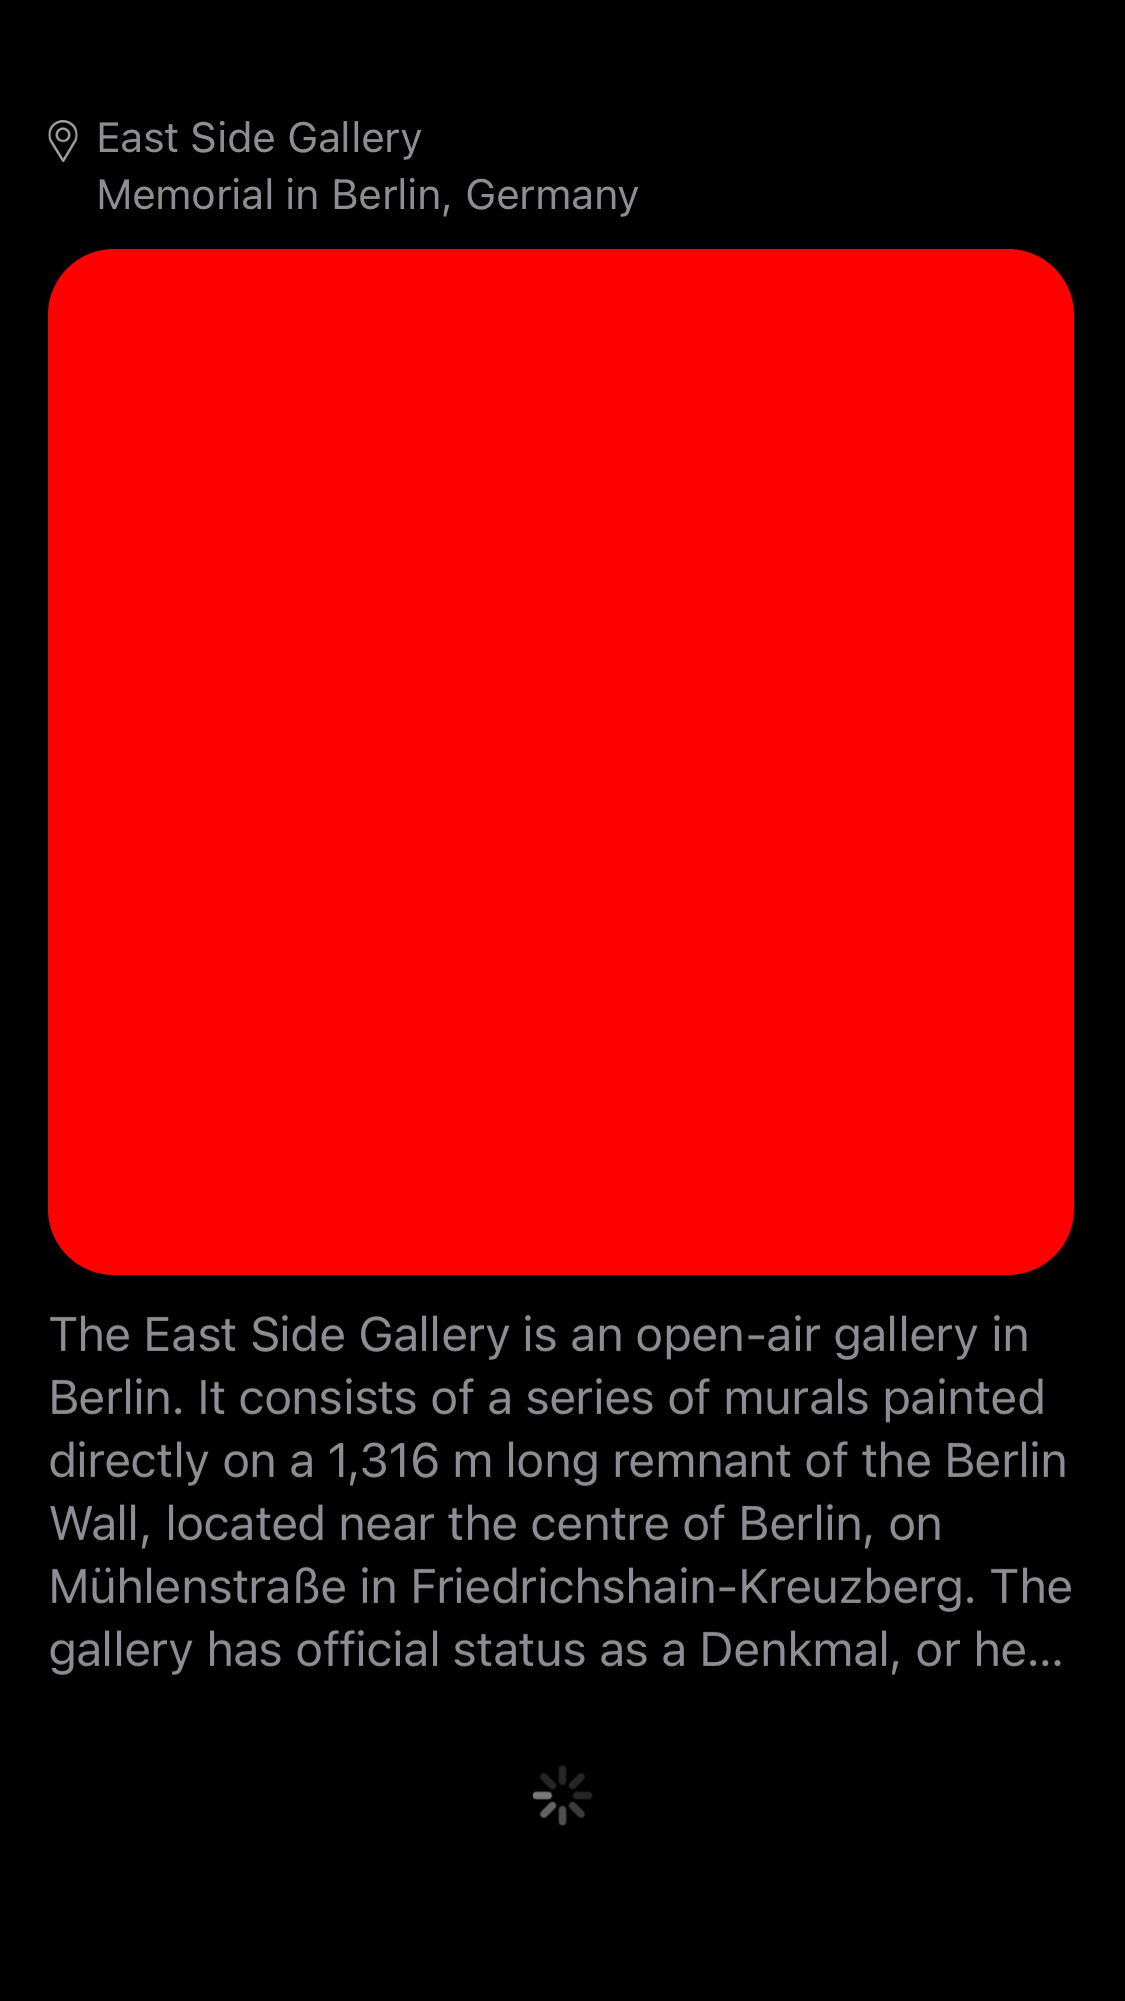 East Side Gallery
Memorial in Berlin, Germany
The East Side Gallery is an open-air gallery in
Berlin. It consists of a series of murals painted
directly on a 1,316 m long remnant of the Berlin
Wall, located near the centre of Berlin, on
Mühlenstraße in Friedrichshain-Kreuzberg. The
gallery has official status as a Denkmal, or he...